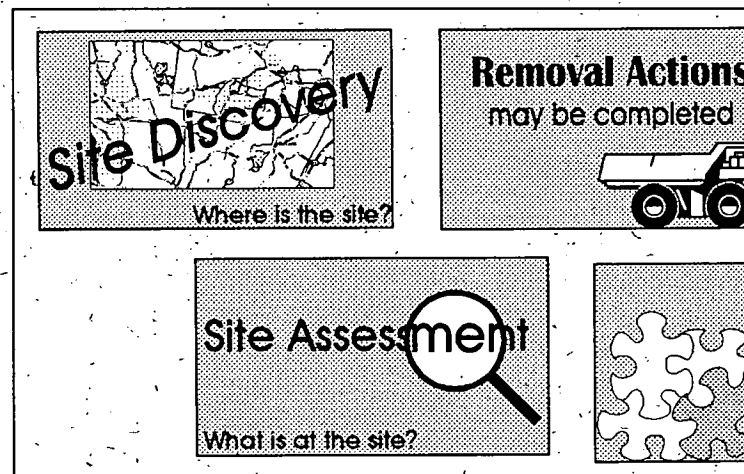 Site Discovery
Where is the site?
Removal Actions
may be completed
Site Assessment
What is at the site?